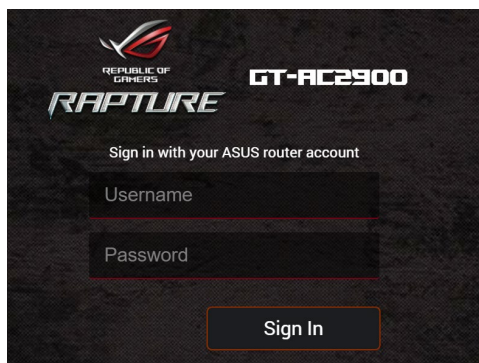 REPUBLIC OF
GAMERS
RAPTURE
GT-AC2900
Sign in with your ASUS router account
Username
Password
Sign In